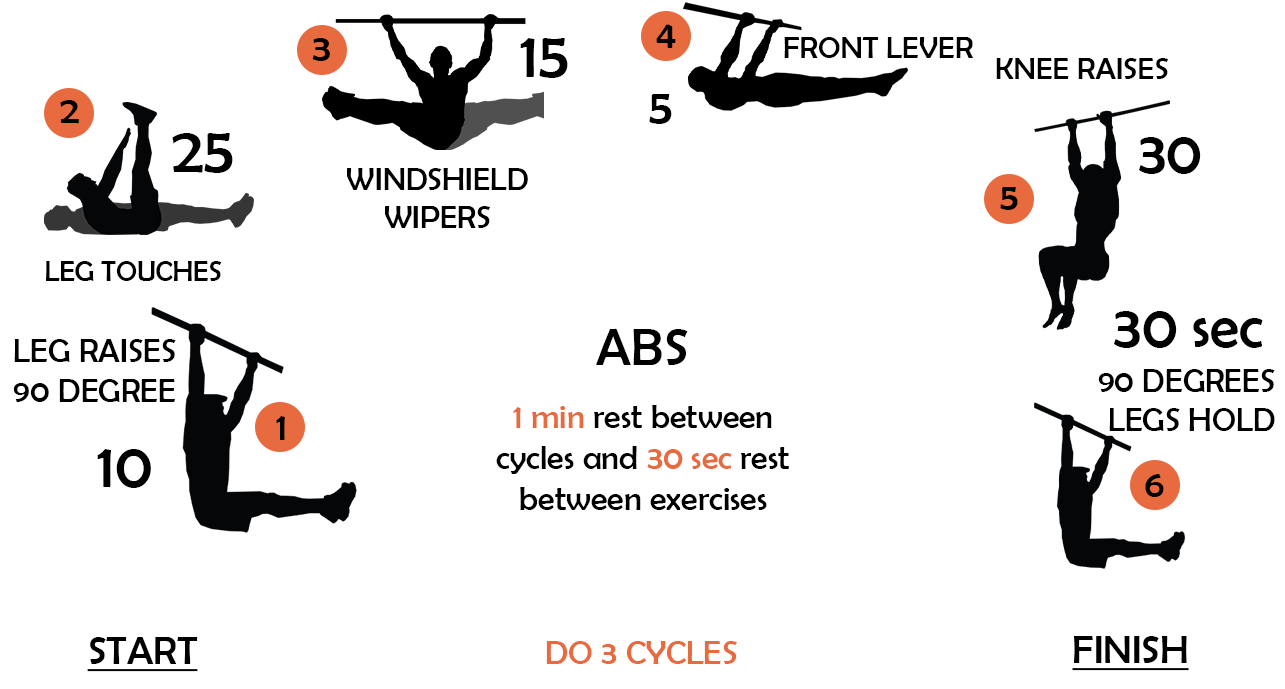 1
LEG RAISES
90 DEGREE
10
2
25
LEG TOUCHES
3
15
WINDSHIELD
WIPERS
4
FRONT LEVER
5
KNEE RAISES
30
5
30 sec
90 DEGREES
LEGS HOLD
6
ABS
1 min rest between
cycles and 30 sec rest
between exercises
START
DO 3 CYCLES
FINISH